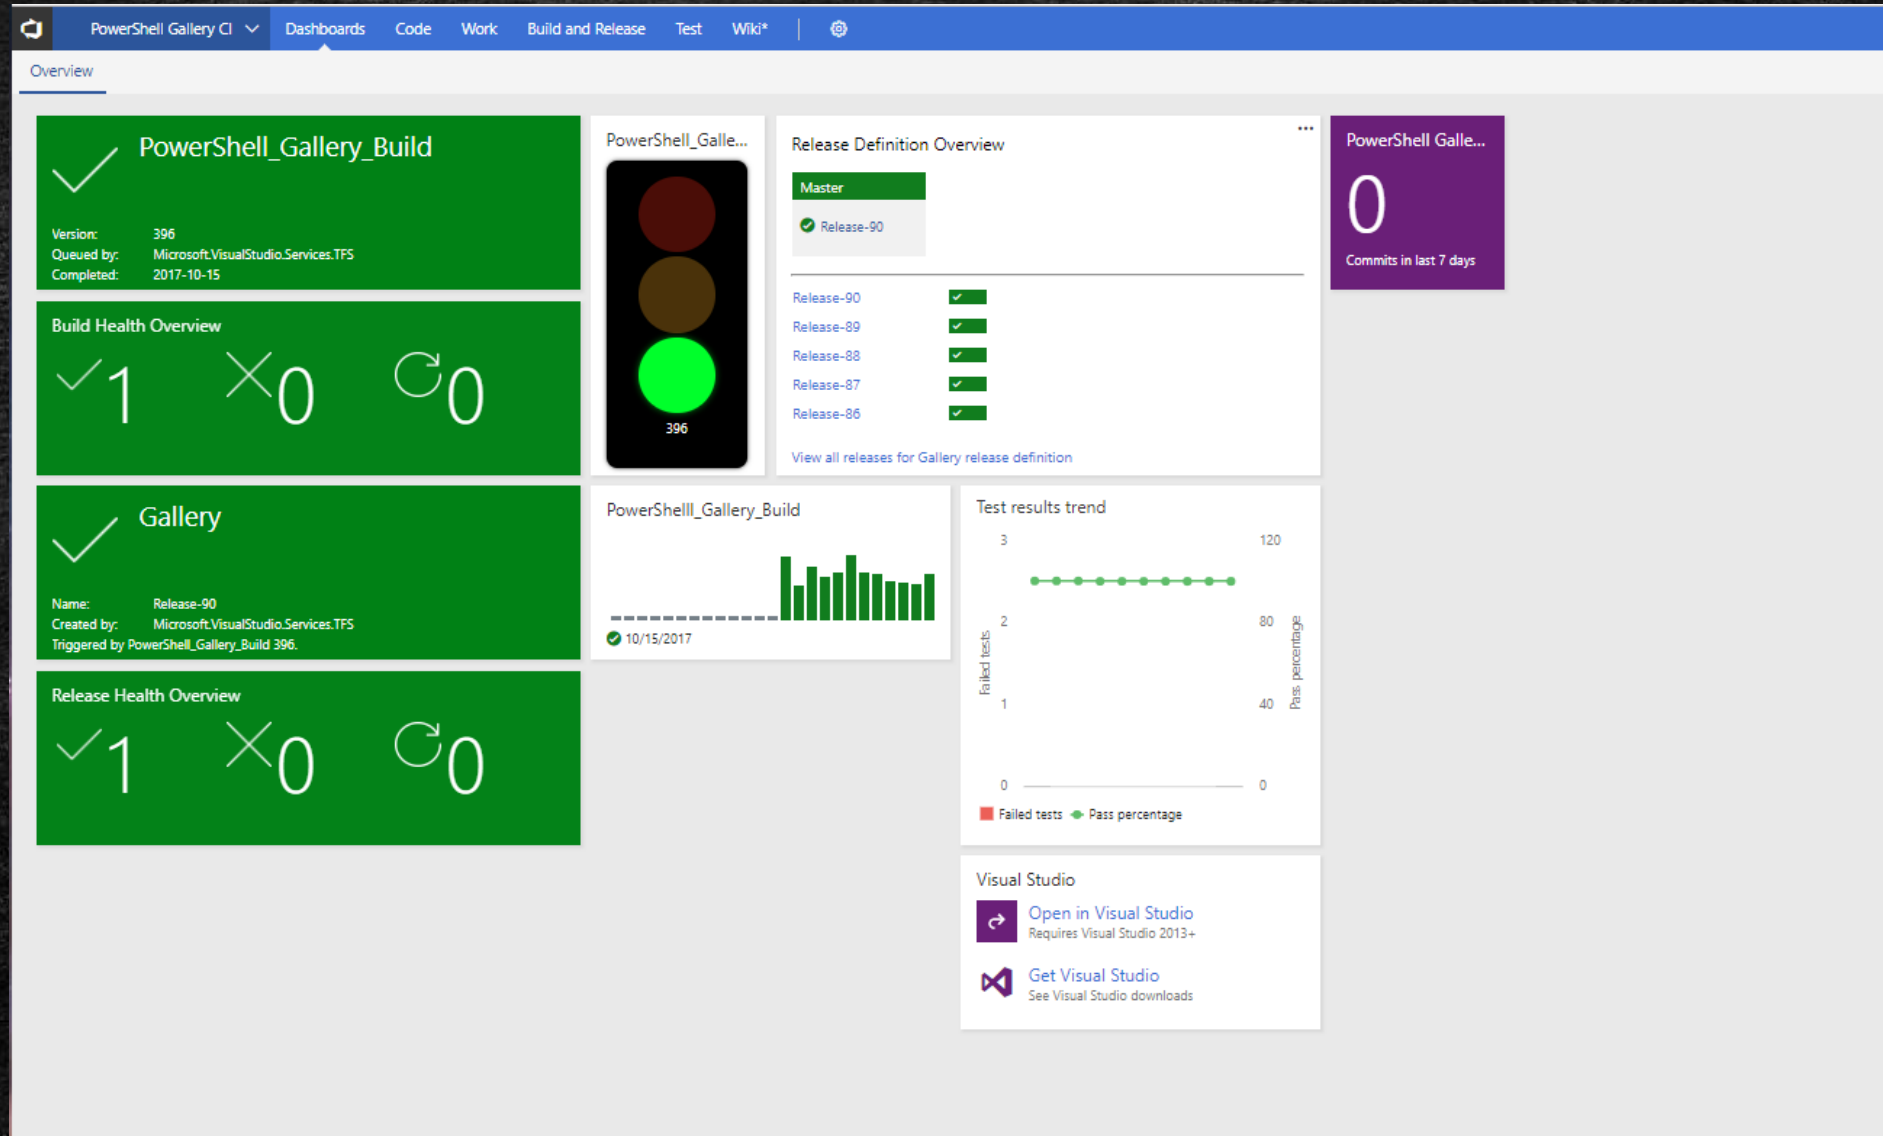 PowerShell Gallery CI Dashboards Code Work Build and Release Test Wiki*
Overview
PowerShell_Gallery_Build
Version: 396
Queued by: Microsoft.VisualStudio.Services.TFS
Completed: 2017-10-15
Build Health Overview
1 0 0
Gallery
Name: Release-90
Created by: Microsoft.VisualStudio.Services.TFS
Triggered by PowerShell_Gallery_Build 396.
Release Health Overview
1 0 0
PowerShell_Galle...
396
Release Definition Overview
Master
Release-90
Release-90
Release-89
Release-88
Release-87
Release-86
View all releases for Gallery release definition
PowerShell Galle...
0
Commits in last 7 days
PowerShelll_Gallery_Build
10/15/2017
Test results trend
3 120
2 80
1 40
0 0
Failed tests
Pass percentage
Failed tests Pass percentage
Visual Studio
Open in Visual Studio
Requires Visual Studio 2013+
Get Visual Studio
See Visual Studio downloads